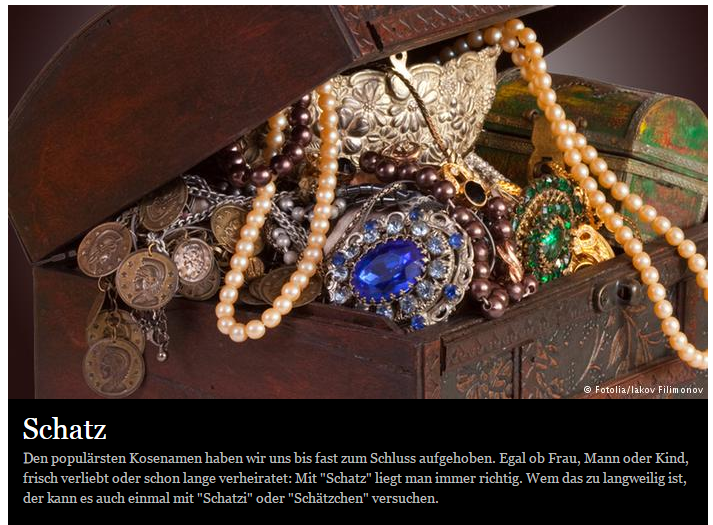 © Fotolia/Iakov Filimonov
Schatz
Den populärsten Kosenamen haben wir uns bis fast zum Schluss aufgehoben. Egal ob Frau, Mann oder Kind,
frisch verliebt oder schon lange verheiratet: Mit "Schatz" liegt man immer richtig. Wem das zu langweilig ist,
der kann es auch einmal mit "Schatzi" oder "Schätzchen" versuchen.